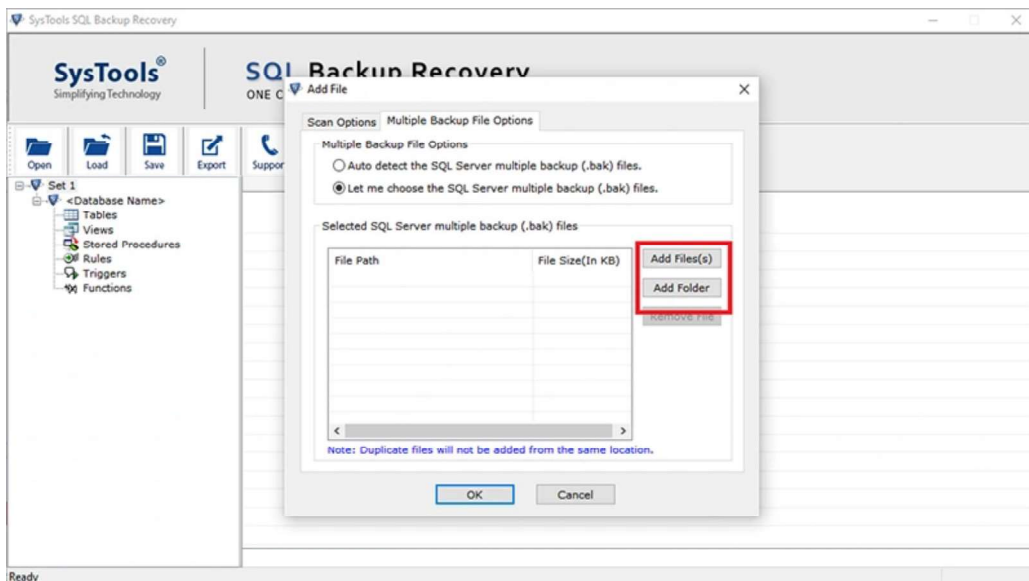 SysTools SQL Backup Recovery
SysTools®
Simplifying Technology
SQL Backup Recovery
ONE C
Open
Load
Save
Export
Suppor
Set 1
<Database Name>
Tables
Views
Stored Procedures
Rules
Triggers
Functions
Add File
Scan Options
Multiple Backup File Options
Multiple Backup File Options
Auto detect the SQL Server multiple backup (.bak) files.
Let me choose the SQL Server multiple backup (.bak) files.
Selected SQL Server multiple backup (.bak) files
File Path
File Size(In KB)
Add Files(s)
Add Folder
Remove File
Note: Duplicate files will not be added from the same location.
OK
Cancel
Ready